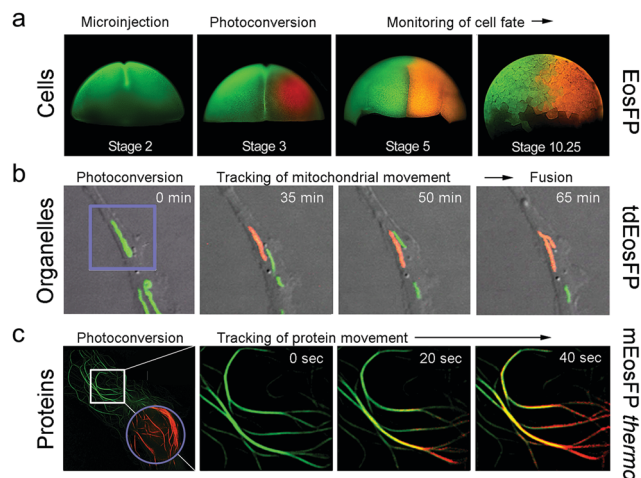 a
Microinjection
Photoconversion
Monitoring of cell fate
Cells
Stage 2
Stage 3
Stage 5
Stage 10.25
EosFP
b
Photoconversion
Tracking of mitochondrial movement
Fusion
Organelles
0 min
35 min
50 min
65 min
tdEosFP
c
Photoconversion
Tracking of protein movement
Proteins
0 sec
20 sec
40 sec
mEosFP thermo